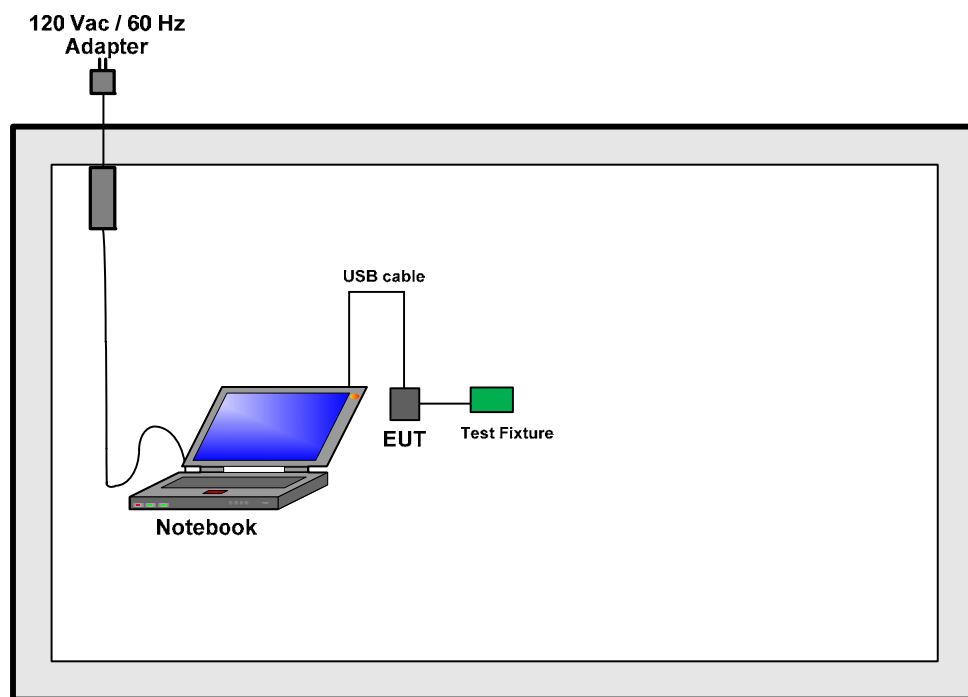 120 Vac / 60 Hz
Adapter
USB cable
EUT
Test Fixture
Notebook